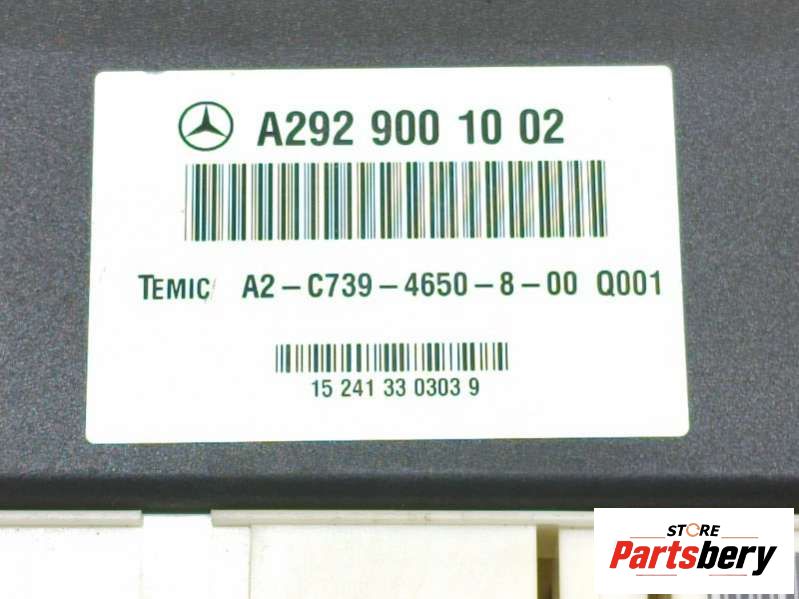 A292 900 10 02
TEMIC A2-C739-4650-8-00 Q001
15 241 33 0303 9
STORE
Partsbery